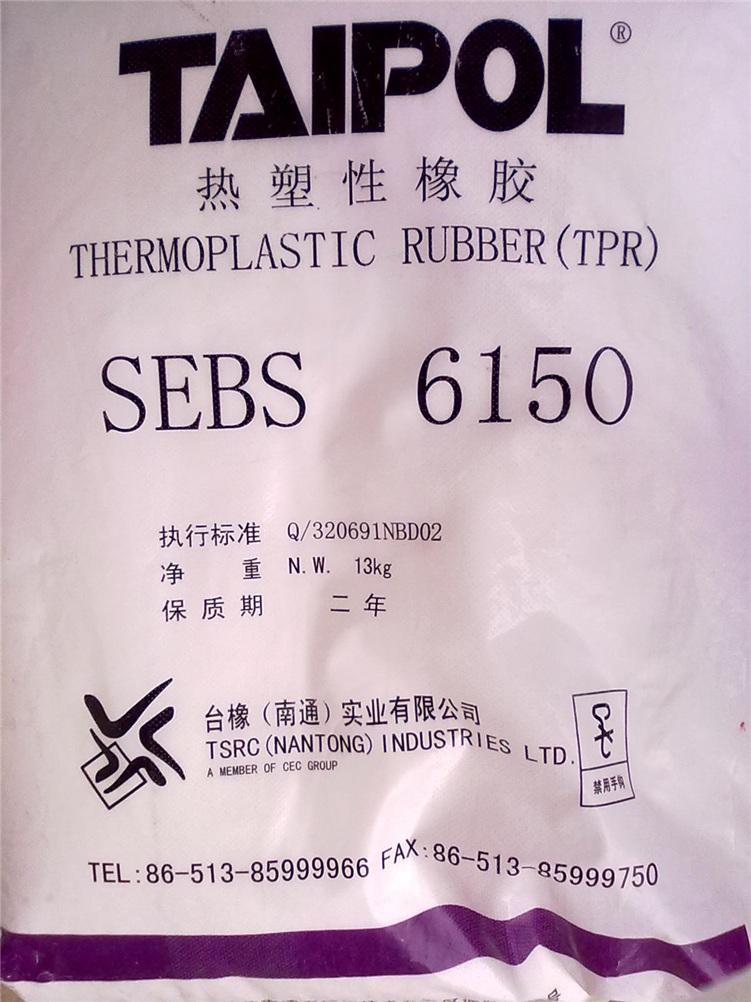 TAIPOL®
热塑性橡胶
THERMOPLASTIC RUBBER(TPR)
SEBS 6150
执行标准 Q/320691NBD02
净 重 N.W. 13kg
保质期 二年
台橡（南通）实业有限公司
TSRC(NANTONG)INDUSTRIES LTD.
A MEMBER OF CEC GROUP
禁用手钩
TEL:86-513-85999966 FAX:86-513-85999750